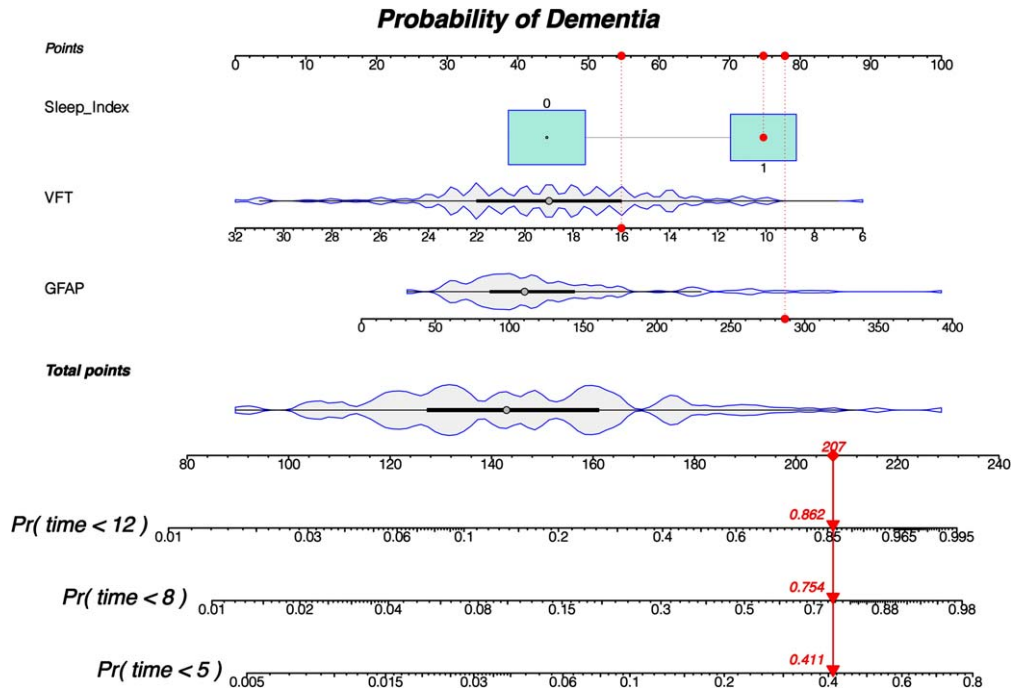 Probability of Dementia
Points
0 10 20 30 40 50 60 70 80 90 100
Sleep_Index
0
1
VFT
32 30 28 26 24 22 20 18 16 14 12 10 8 6
GFAP
0 50 100 150 200 250 300 350 400
Total points
207
80 100 120 140 160 180 200 220 240
0.862
Pr( time < 12 )
0.01 0.03 0.06 0.1 0.2 0.4 0.6 0.85 0.965 0.995
0.754
Pr( time < 8 )
0.01 0.02 0.04 0.08 0.15 0.3 0.5 0.7 0.88 0.98
0.411
Pr( time < 5 )
0.005 0.015 0.03 0.06 0.1 0.2 0.4 0.6 0.8